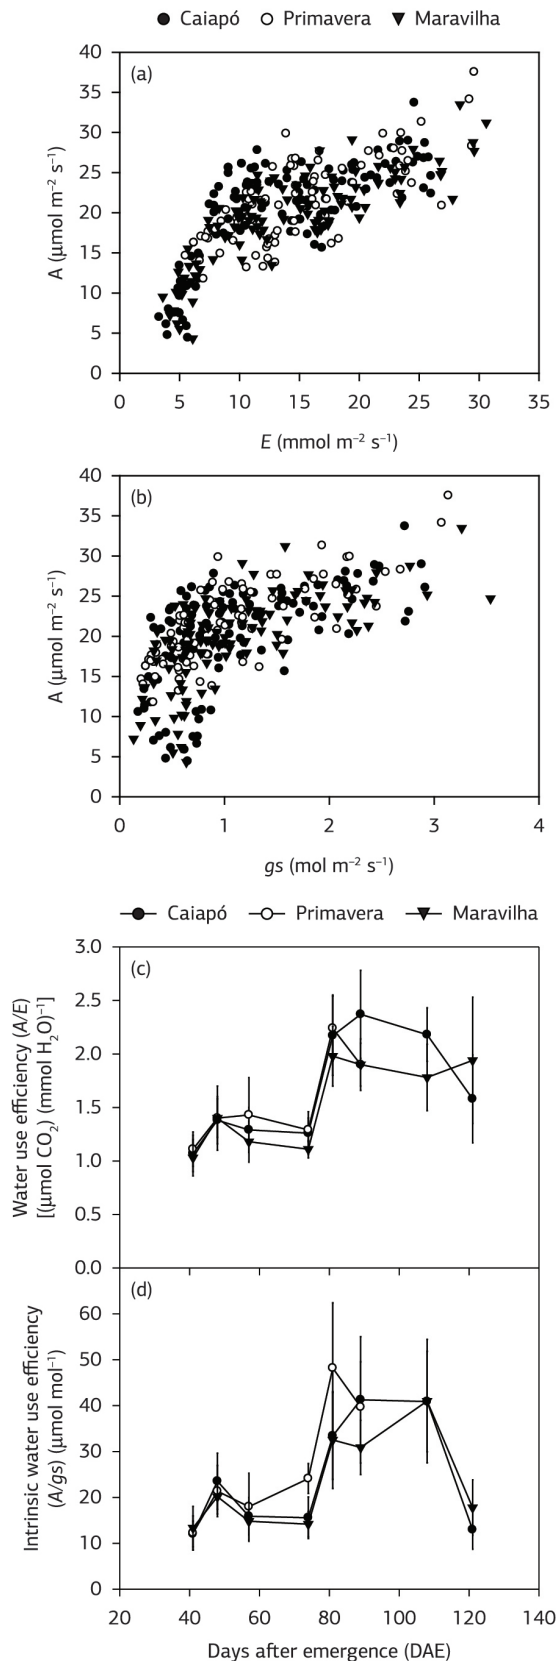 Caiapó Primavera Maravilha
40
(a)
35
30
25
20
15
10
5
0
A (μmol m⁻² s⁻¹)
0 5 10 15 20 25 30 35
E (mmol m⁻² s⁻¹)
40
(b)
35
30
25
20
15
10
5
0
A (μmol m⁻² s⁻¹)
0 1 2 3 4
gs (mol m⁻² s⁻¹)
Caiapó Primavera Maravilha
3.0
(c)
2.5
2.0
1.5
1.0
0.5
0.0
Water use efficiency (A/E)
[(μmol CO₂) (mmol H₂O)⁻¹]
(d)
60
50
40
30
20
10
0
Intrinsic water use efficiency
(A/gs) (μmol mol⁻¹)
20 40 60 80 100 120 140
Days after emergence (DAE)